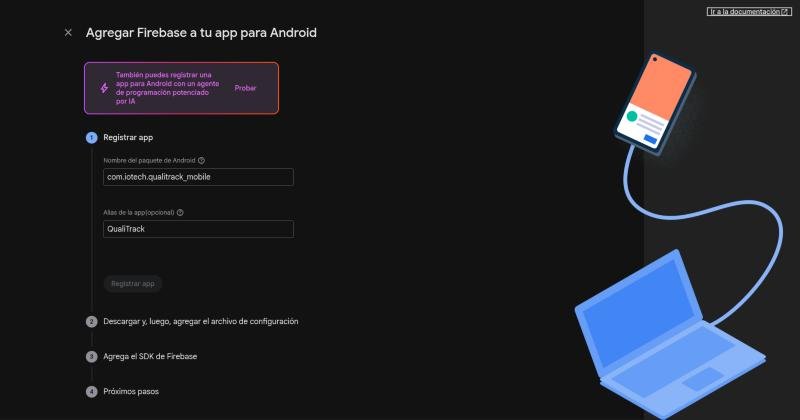 Ir a la documentación
Agregar Firebase a tu app para Android
También puedes registrar una
app para Android con un agente
de programación potenciado
por IA
Probar
1 Registrar app
Nombre del paquete de Android
com.iotech.qualitrack_mobile
Alias de la app(opcional)
QualiTrack
Registrar app
2 Descargar y, luego, agregar el archivo de configuración
3 Agrega el SDK de Firebase
4 Próximos pasos